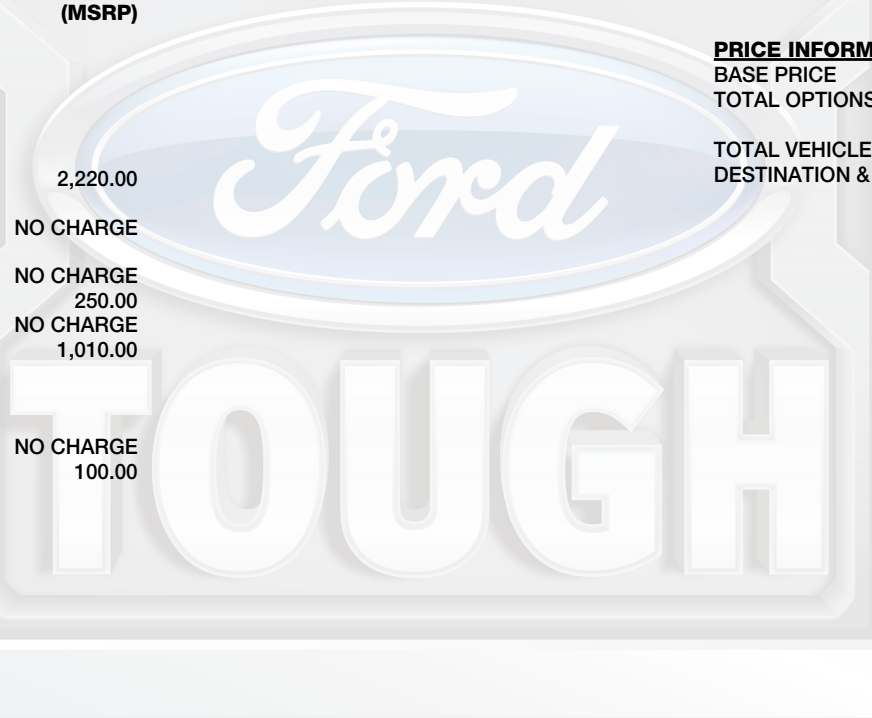 (MSRP)
2,220.00
NO CHARGE
NO CHARGE
250.00
NO CHARGE
1,010.00
NO CHARGE
100.00
PRICE INFORM
BASE PRICE
TOTAL OPTIONS
TOTAL VEHICLE
DESTINATION &
Ford
TOUGH